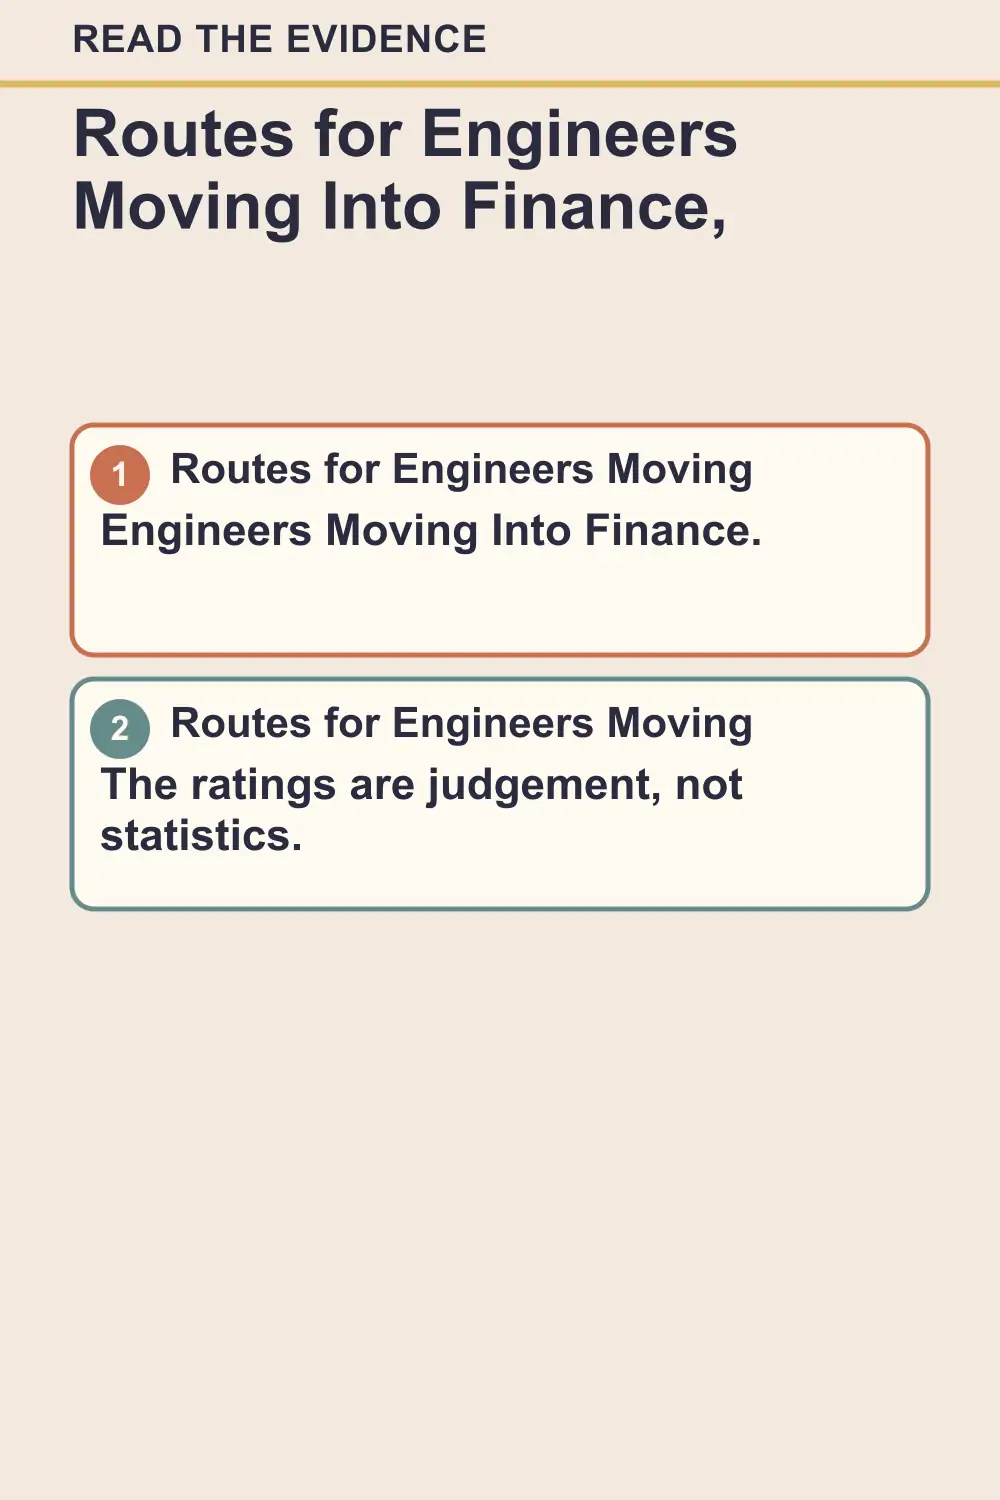 READ THE EVIDENCE
Routes for Engineers
Moving Into Finance,
1 Routes for Engineers Moving
Engineers Moving Into Finance.
2 Routes for Engineers Moving
The ratings are judgement, not
statistics.